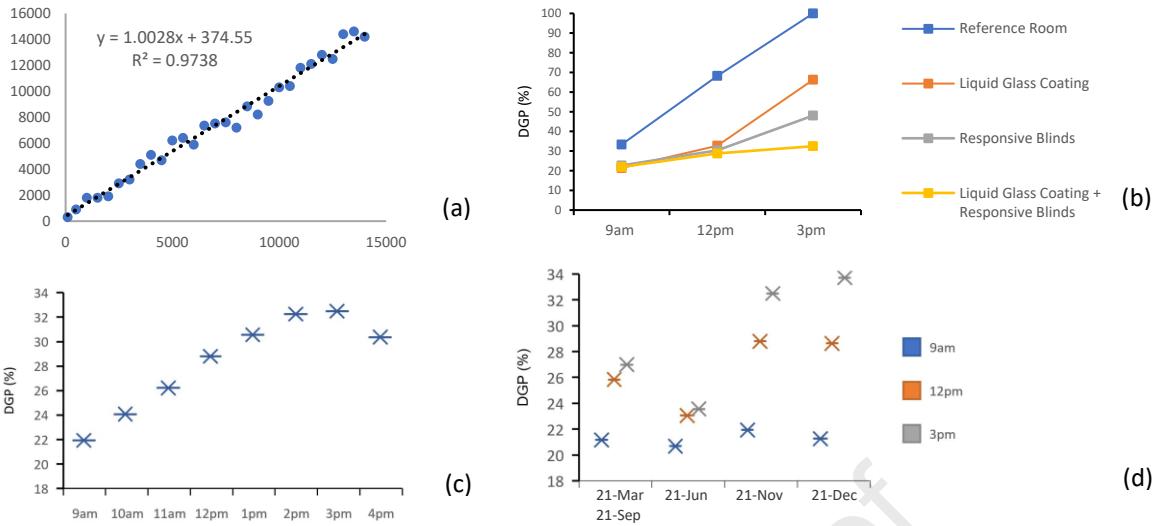 16000
14000
12000
10000
8000
6000
4000
2000
0
y = 1.0028x + 374.55
R² = 0.9738
0 5000 10000 15000
(a)
100
90
80
70
60
50
40
30
20
10
0
DGP (%)
9am 12pm 3pm
Reference Room
Liquid Glass Coating
Responsive Blinds
Liquid Glass Coating +
Responsive Blinds
(b)
34
32
30
28
26
24
22
20
18
DGP (%)
9am 10am 11am 12pm 1pm 2pm 3pm 4pm
(c)
34
32
30
28
26
24
22
20
18
DGP (%)
21-Mar 21-Jun 21-Nov 21-Dec
21-Sep
9am
12pm
3pm
(d)